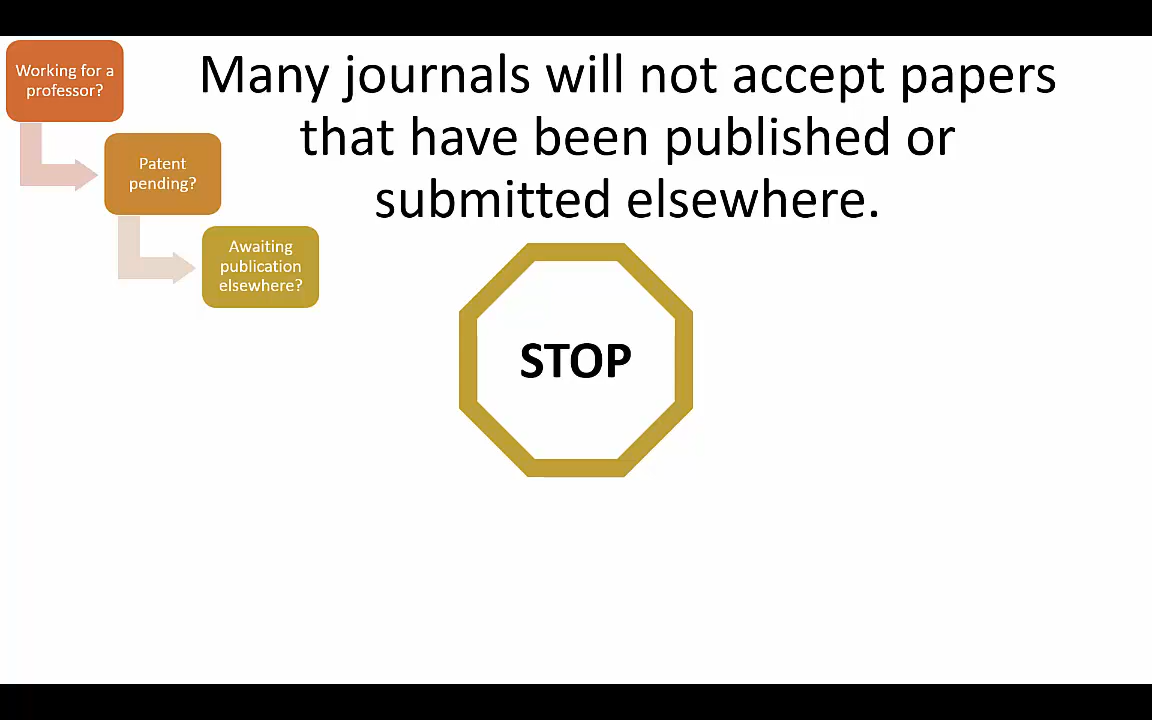 Working for a
professor?
Many journals will not accept papers
that have been published or
submitted elsewhere.
Patent
pending?
Awaiting
publication
elsewhere?
STOP